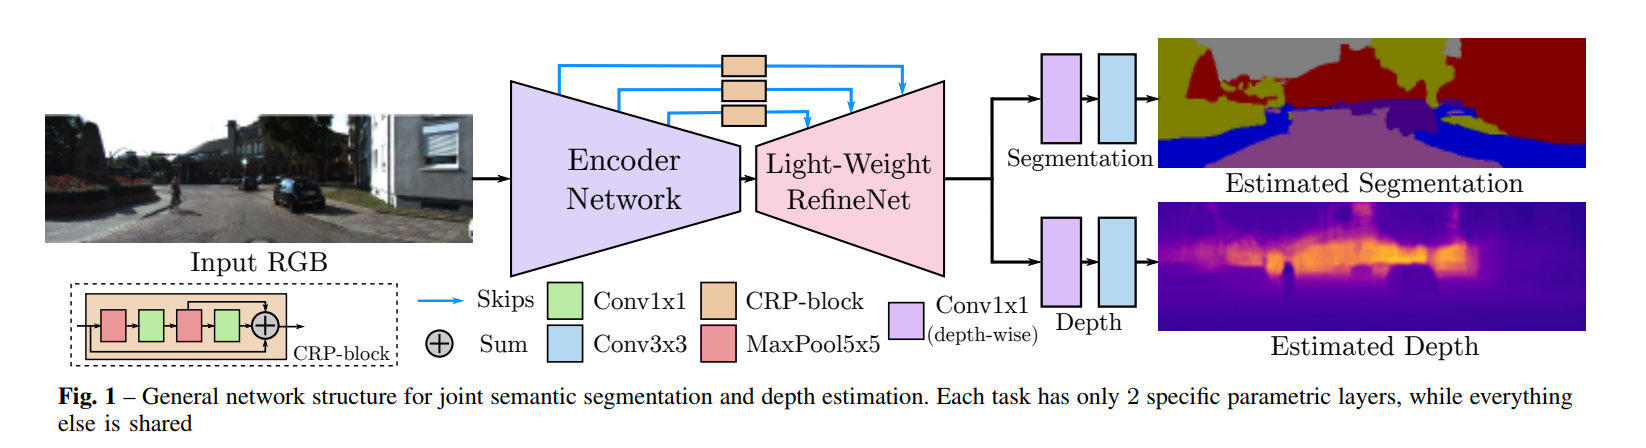 Encoder
Network
Light-Weight
RefineNet
Segmentation
Estimated Segmentation
Input RGB
Depth
Estimated Depth
CRP-block
Skips
Conv1x1
CRP-block
Conv1x1
(depth-wise)
Sum
Conv3x3
MaxPool5x5
Fig. 1 – General network structure for joint semantic segmentation and depth estimation. Each task has only 2 specific parametric layers, while everything
else is shared